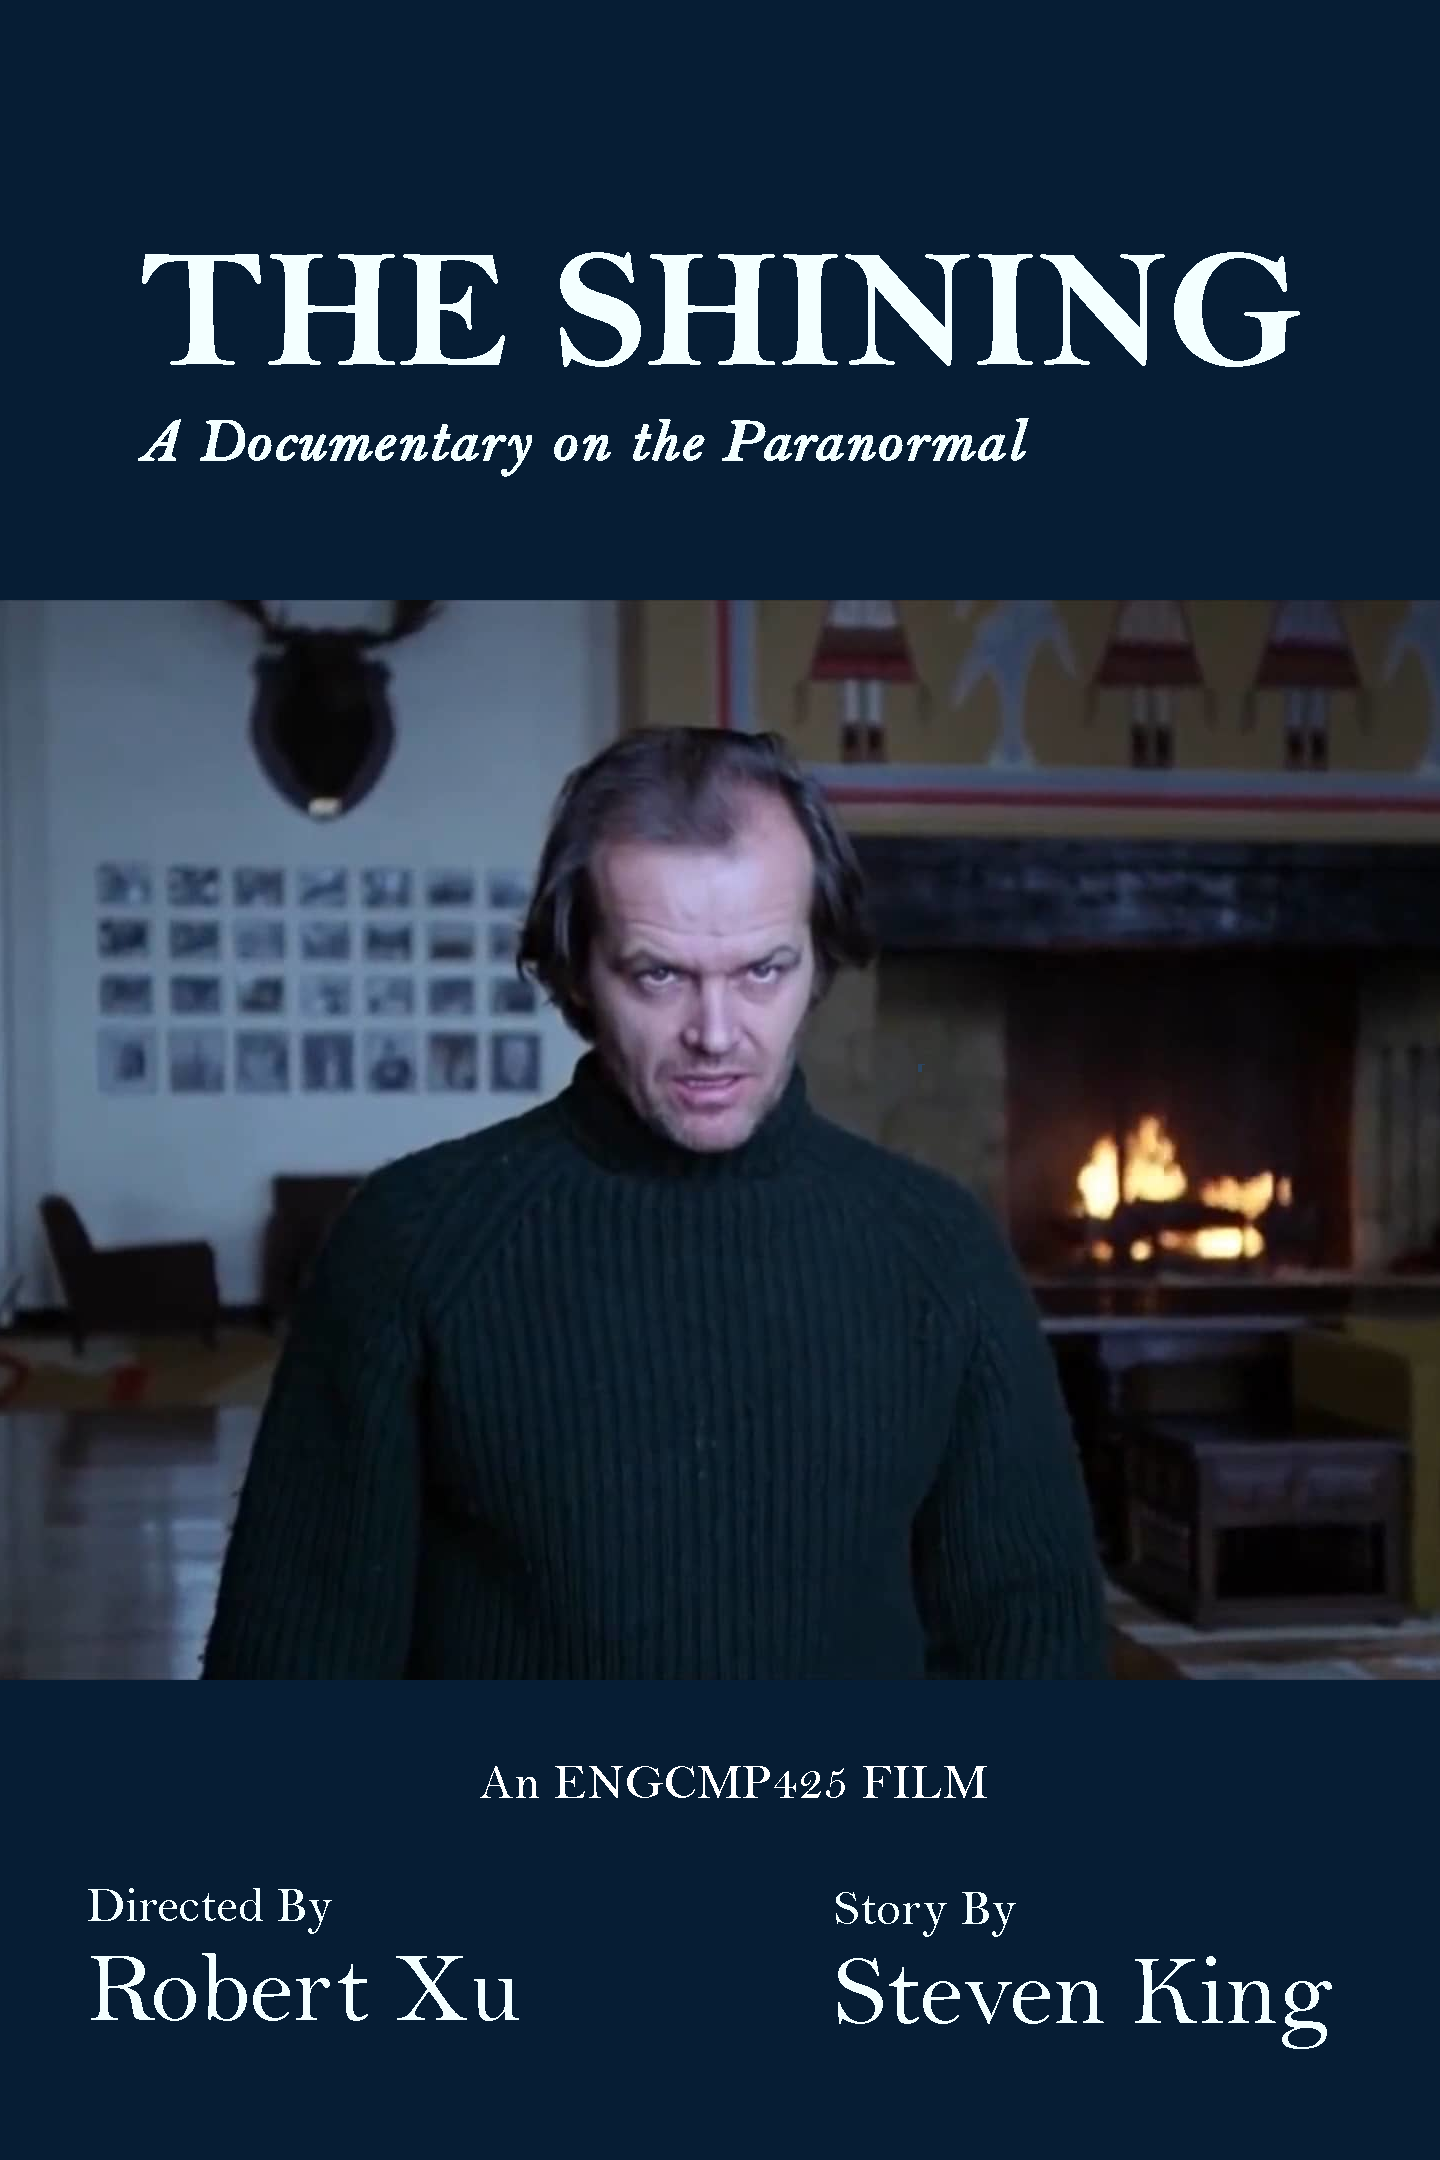 THE SHINING
A Documentary on the Paranormal
An ENGCMP425 FILM
Directed By
Robert Xu
Story By
Steven King